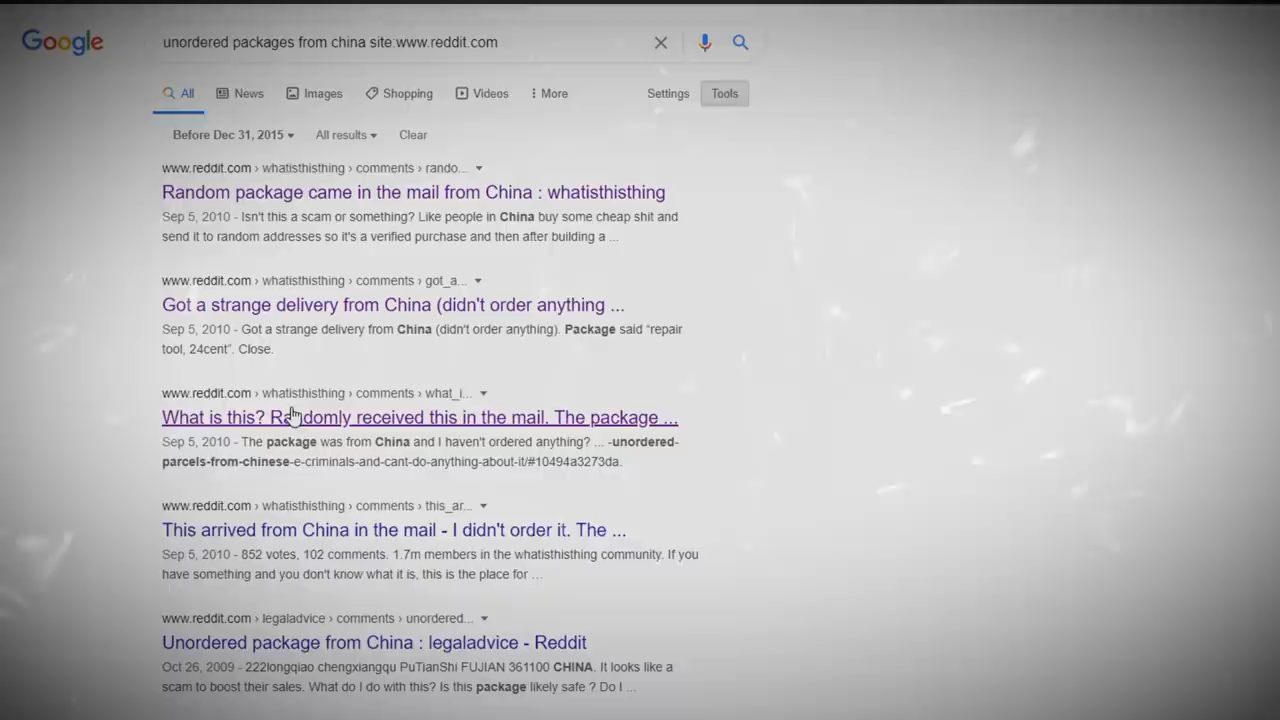 Google
unordered packages from china site:www.reddit.com
All News Images Shopping Videos More Settings Tools
Before Dec 31, 2015 All results Clear
www.reddit.com › whatisthisthing › comments › rando...
Random package came in the mail from China : whatisthisthing
Sep 5, 2010 - Isn't this a scam or something? Like people in China buy some cheap shit and
send it to random addresses so it's a verified purchase and then after building a ...
www.reddit.com › whatisthisthing › comments › got_a...
Got a strange delivery from China (didn't order anything ...
Sep 5, 2010 - Got a strange delivery from China (didn't order anything). Package said “repair
tool, 24cent”. Close.
www.reddit.com › whatisthisthing › comments › what_i...
What is this? Randomly received this in the mail. The package ...
Sep 5, 2010 - The package was from China and I haven't ordered anything? ... -unordered-
parcels-from-chinese-e-criminals-and-cant-do-anything-about-it/#10494a3273da.
www.reddit.com › whatisthisthing › comments › this_ar...
This arrived from China in the mail - I didn't order it. The ...
Sep 5, 2010 - 852 votes, 102 comments. 1.7m members in the whatisthisthing community. If you
have something and you don't know what it is, this is the place for ...
www.reddit.com › legaladvice › comments › unordered...
Unordered package from China : legaladvice - Reddit
Oct 26, 2009 - 222longqiao chengxiangqu PuTianShi FUJIAN 361100 CHINA. It looks like a
scam to boost their sales. What do I do with this? Is this package likely safe ? Do I ...